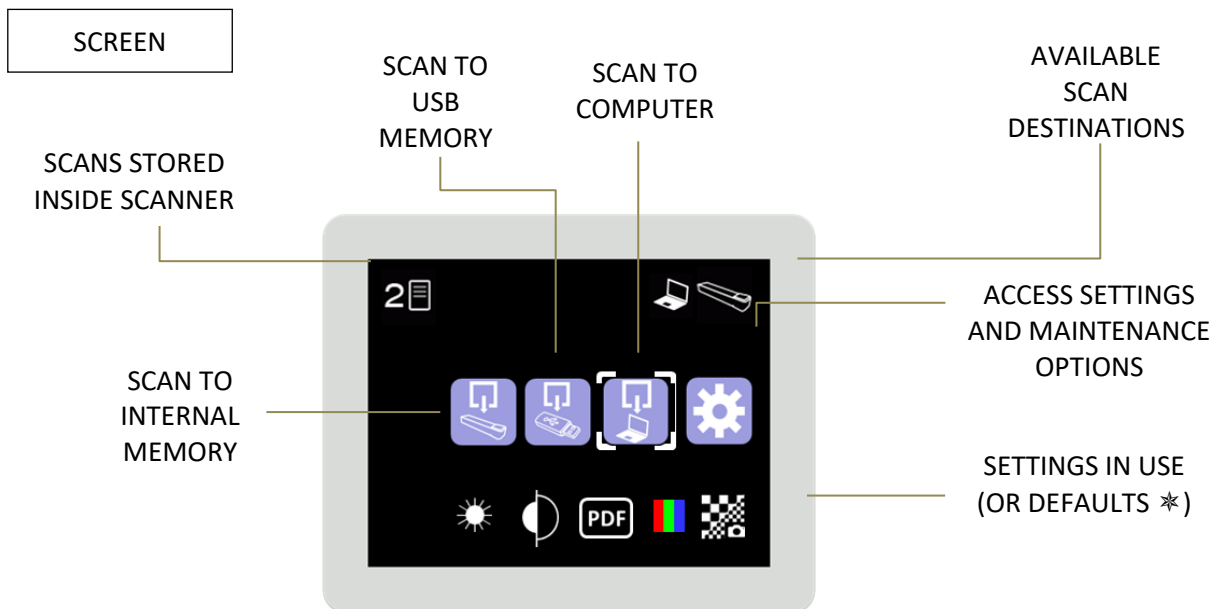 SCREEN
SCAN TO
USB
MEMORY
SCAN TO
COMPUTER
AVAILABLE
SCAN
DESTINATIONS
SCANS STORED
INSIDE SCANNER
2
ACCESS SETTINGS
AND MAINTENANCE
OPTIONS
SCAN TO
INTERNAL
MEMORY
SETTINGS IN USE
(OR DEFAULTS ✵)
PDF